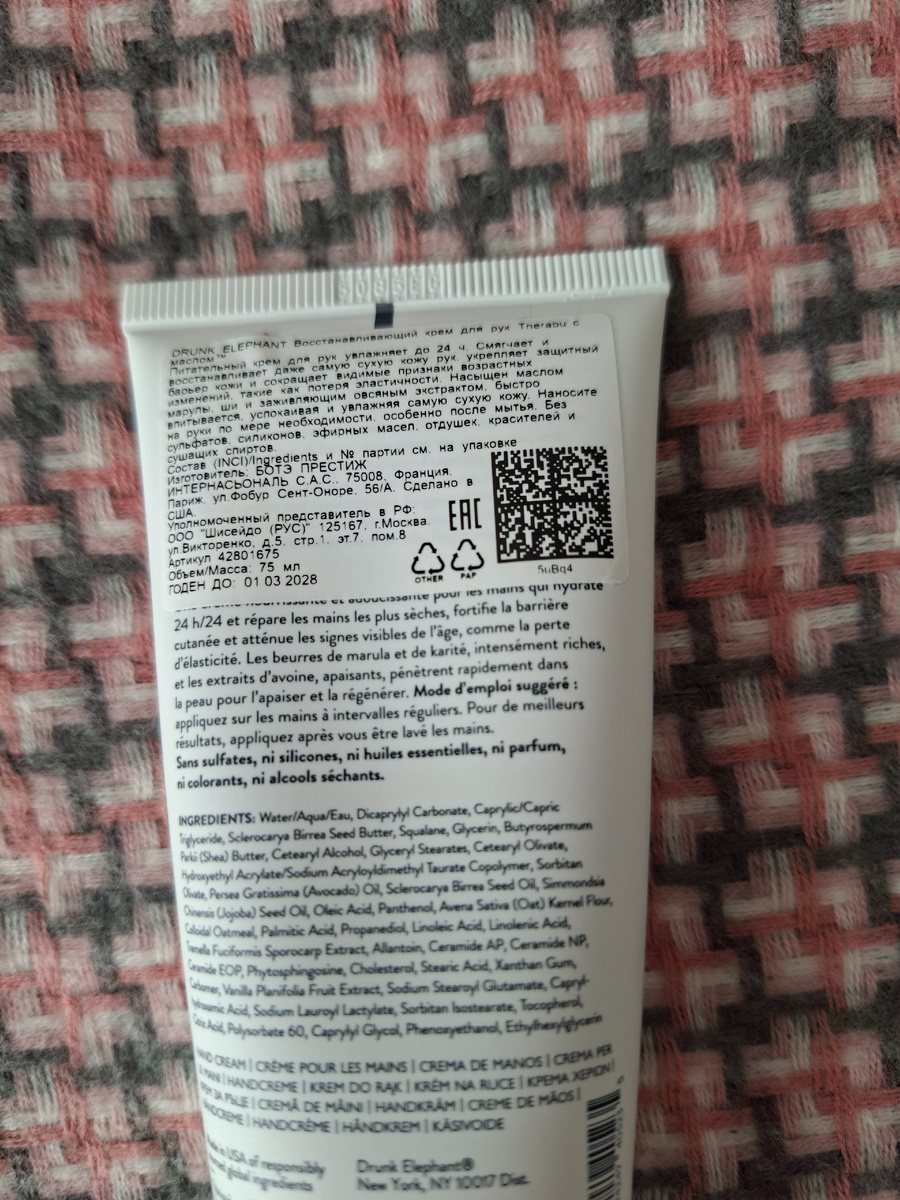 DRUNK ELEPHANT Восстанавливающий крем для рук Therabu с
маслом™
Питательный крем для рук увлажняет до 24 ч. Смягчает и
восстанавливает даже самую сухую кожу рук, укрепляет защитный
барьер кожи и сокращает видимые признаки возрастных
изменений, такие как потеря эластичности. Насыщен маслом
марулы, ши и заживляющим овсяным экстрактом, быстро
впитывается, успокаивая и увлажняя самую сухую кожу. Наносите
на руки по мере необходимости, особенно после мытья. Без
сульфатов, силиконов, эфирных масел, отдушек, красителей и
сушащих спиртов.
Состав (INCI)/Ingredients и № партии см. на упаковке
Изготовитель: БОТЭ ПРЕСТИЖ
ИНТЕРНАСЬОНАЛЬ С.А.С., 75008, Франция,
Париж, ул.Фобур Сент-Оноре, 56/А. Сделано в
США.
Уполномоченный представитель в РФ:
ООО "Шисейдо (РУС)" 125167, г.Москва,
ул.Викторенко, д.5, стр.1, эт.7, пом.8
Артикул 42801675
Объем/Масса: 75 мл
ГОДЕН ДО: 01 03 2028
EAC
OTHER PAP
5uBq4
nourrissante et adoucissante pour les mains qui hydrate
24 h/24 et répare les mains les plus sèches, fortifie la barrière
cutanée et atténue les signes visibles de l'âge, comme la perte
d'élasticité. Les beurres de marula et de karité, intensément riches,
et les extraits d'avoine, apaisants, pénètrent rapidement dans
la peau pour l'apaiser et la régénérer. Mode d'emploi suggéré :
appliquez sur les mains à intervalles réguliers. Pour de meilleurs
résultats, appliquez après vous être lavé les mains.
Sans sulfates, ni silicones, ni huiles essentielles, ni parfum,
ni colorants, ni alcools séchants.
INGREDIENTS: Water/Aqua/Eau, Dicaprylyl Carbonate, Caprylic/Capric
Triglyceride, Sclerocarya Birrea Seed Butter, Squalane, Glycerin, Butyrospermum
Parkii (Shea) Butter, Cetearyl Alcohol, Glyceryl Stearates, Cetearyl Olivate,
Hydroxyethyl Acrylate/Sodium Acryloyldimethyl Taurate Copolymer, Sorbitan
Olivate, Persea Gratissima (Avocado) Oil, Sclerocarya Birrea Seed Oil, Simmondsia
Chinensis (Jojoba) Seed Oil, Oleic Acid, Panthenol, Avena Sativa (Oat) Kernel Flour,
Colloidal Oatmeal, Palmitic Acid, Propanediol, Linoleic Acid, Linolenic Acid,
Tremella Fuciformis Sporocarp Extract, Allantoin, Ceramide AP, Ceramide NP,
Ceramide EOP, Phytosphingosine, Cholesterol, Stearic Acid, Xanthan Gum,
Carbomer, Vanilla Planifolia Fruit Extract, Sodium Stearoyl Glutamate, Capryl-
hydroxamic Acid, Sodium Lauroyl Lactylate, Sorbitan Isostearate, Tocopherol,
Citric Acid, Polysorbate 60, Caprylyl Glycol, Phenoxyethanol, Ethylhexylglycerin
HAND CREAM | CRÈME POUR LES MAINS | CREMA DE MANOS | CREMA PER
LE MANI | HANDCREME | KREM DO RĄK | KRÉM NA RUCE | ΚΡΕΜΑ ΧΕΡΙΩΝ |
КРЕМ ЗА РЪЦЕ | CREMĂ DE MÂINI | HANDKRÄM | CREME DE MÃOS |
HANDCREME | HANDCRÈME | HÅNDKREM | KÄSIVOIDE
Made in USA of responsibly
global ingredients
Drunk Elephant®
New York, NY 10017 Dist.